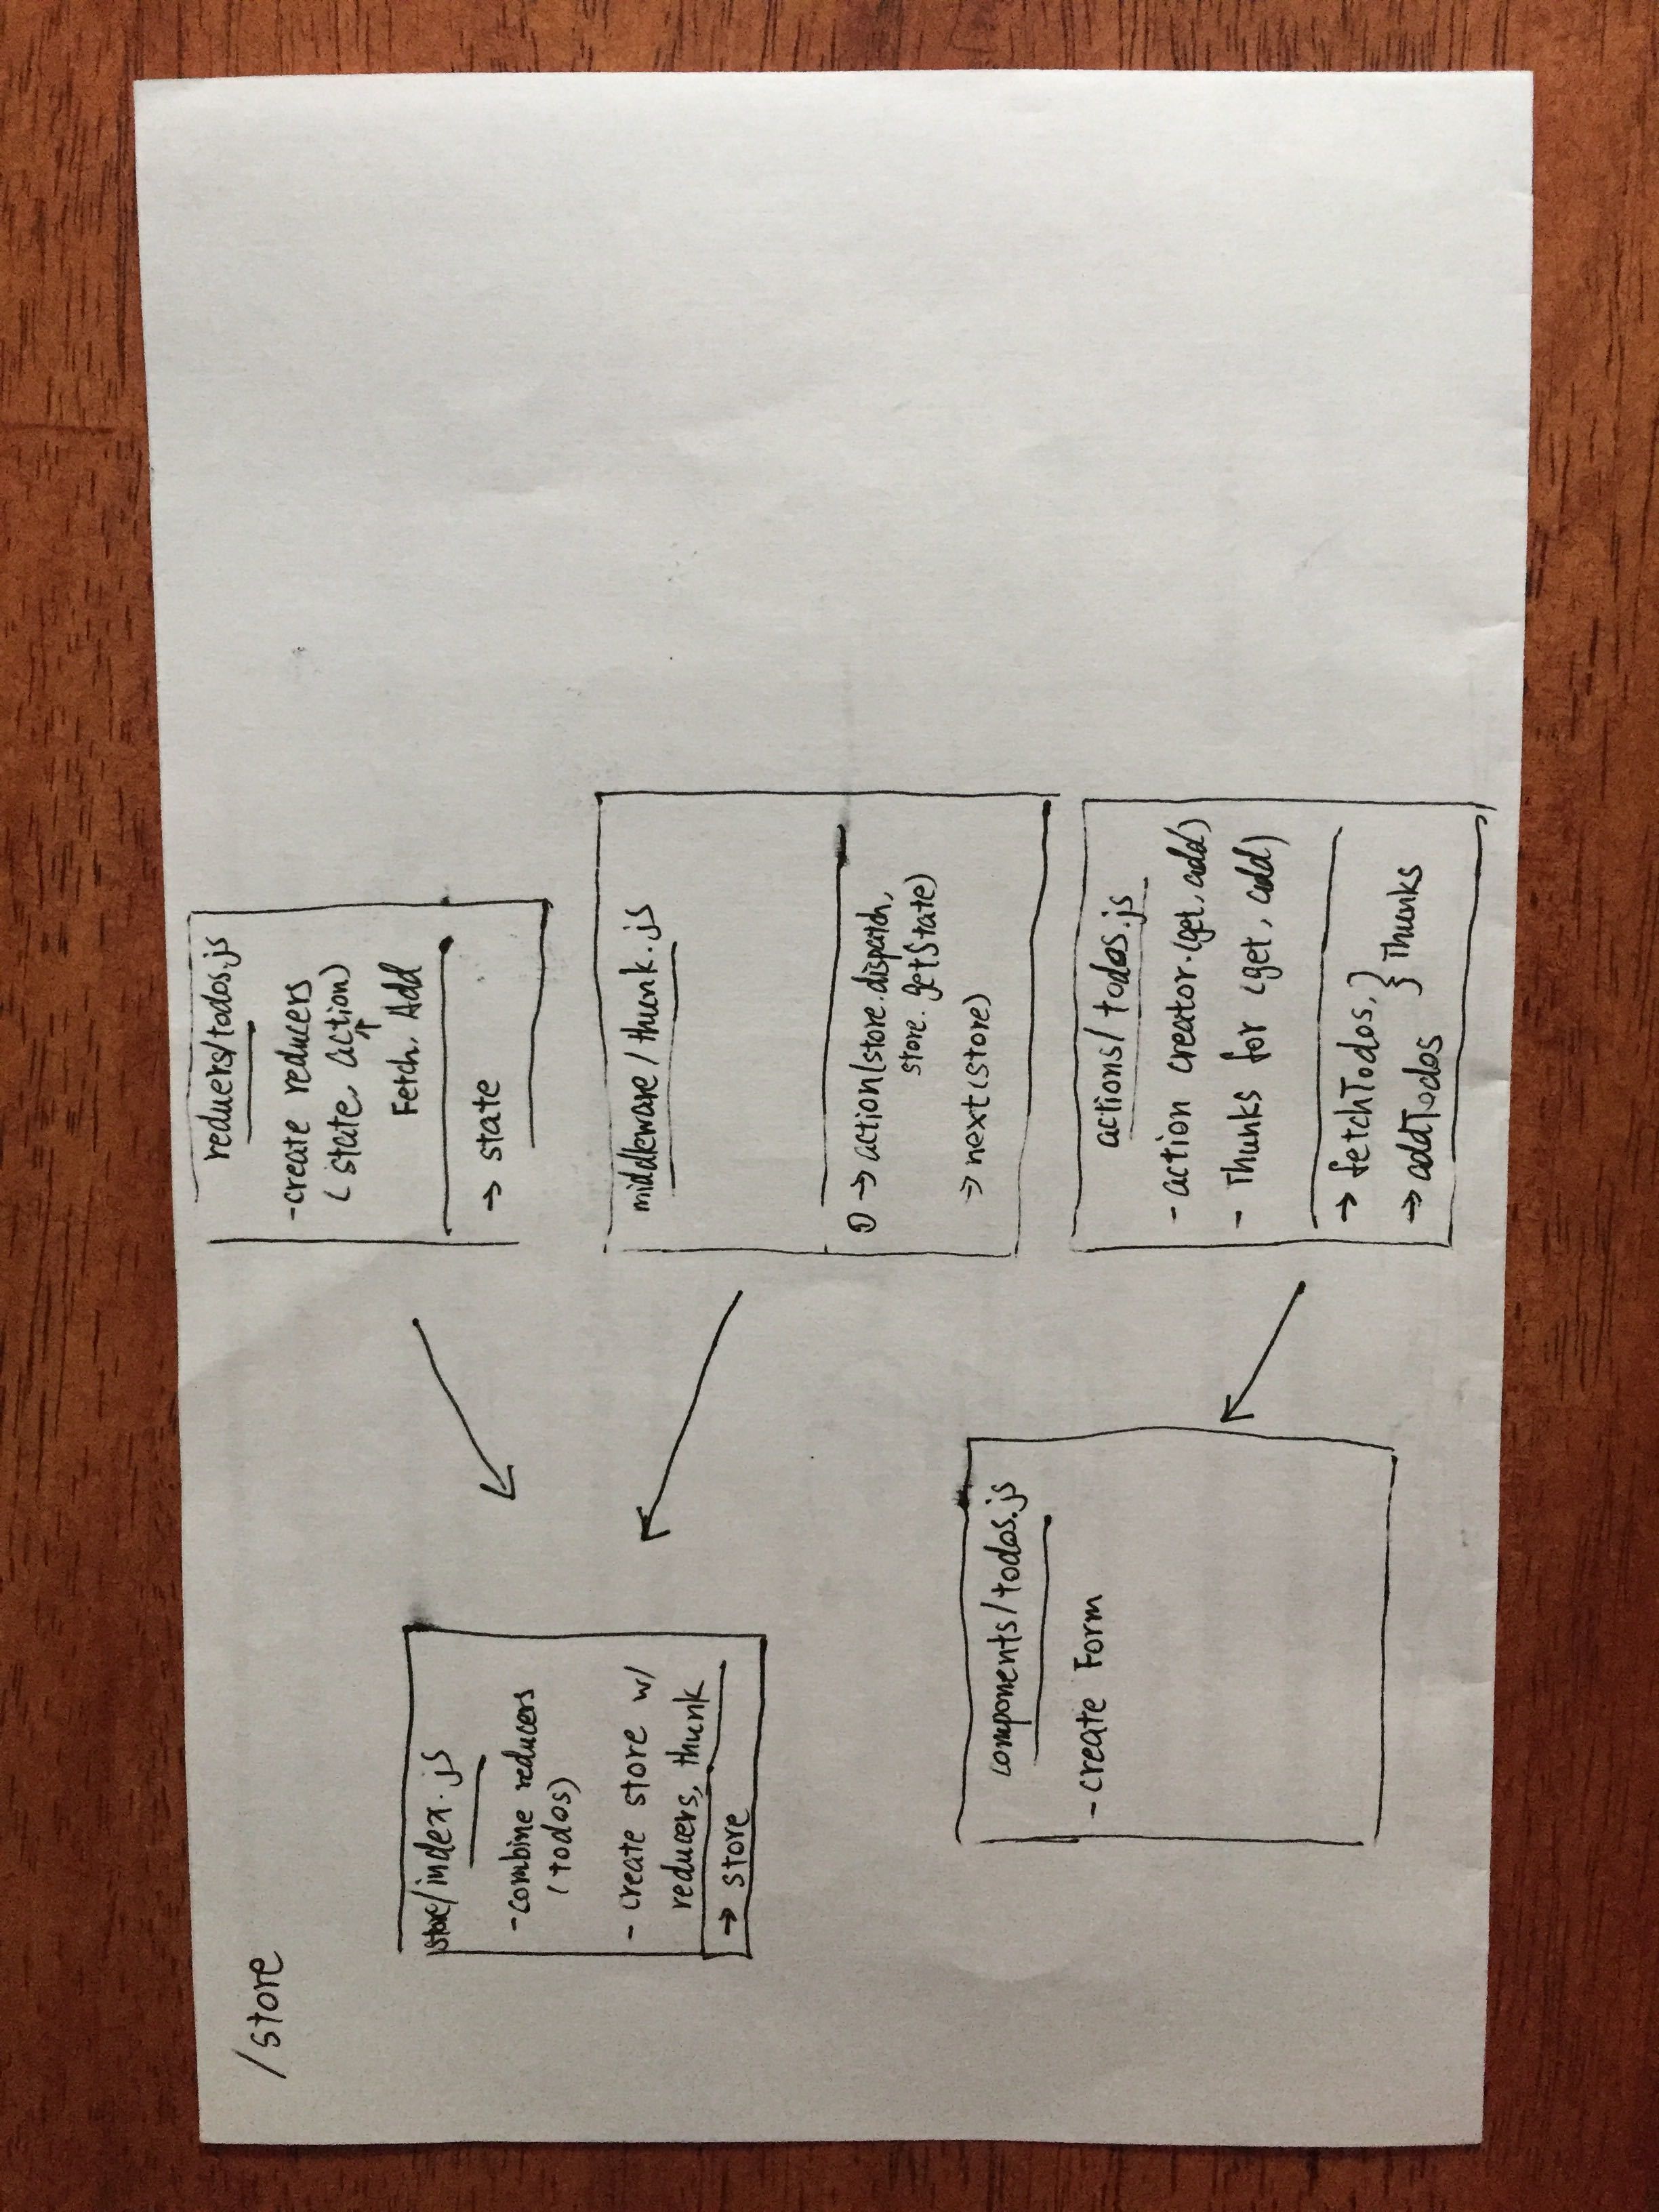 /store
store/index.js
- combine reducers
(todos)
- create store w/
reducers, thunk
→ store
reducers/todos.js
- create reducers
(state, action)
↑
Fetch, Add
→ state
middleware/thunk.js
① → action(store.dispatch,
store.getState)
→ next(store)
components/todos.js
- create Form
actions/todos.js
- action creator (get, add)
- Thunks for (get, add)
→ fetchTodos, } Thunks
→ addTodos